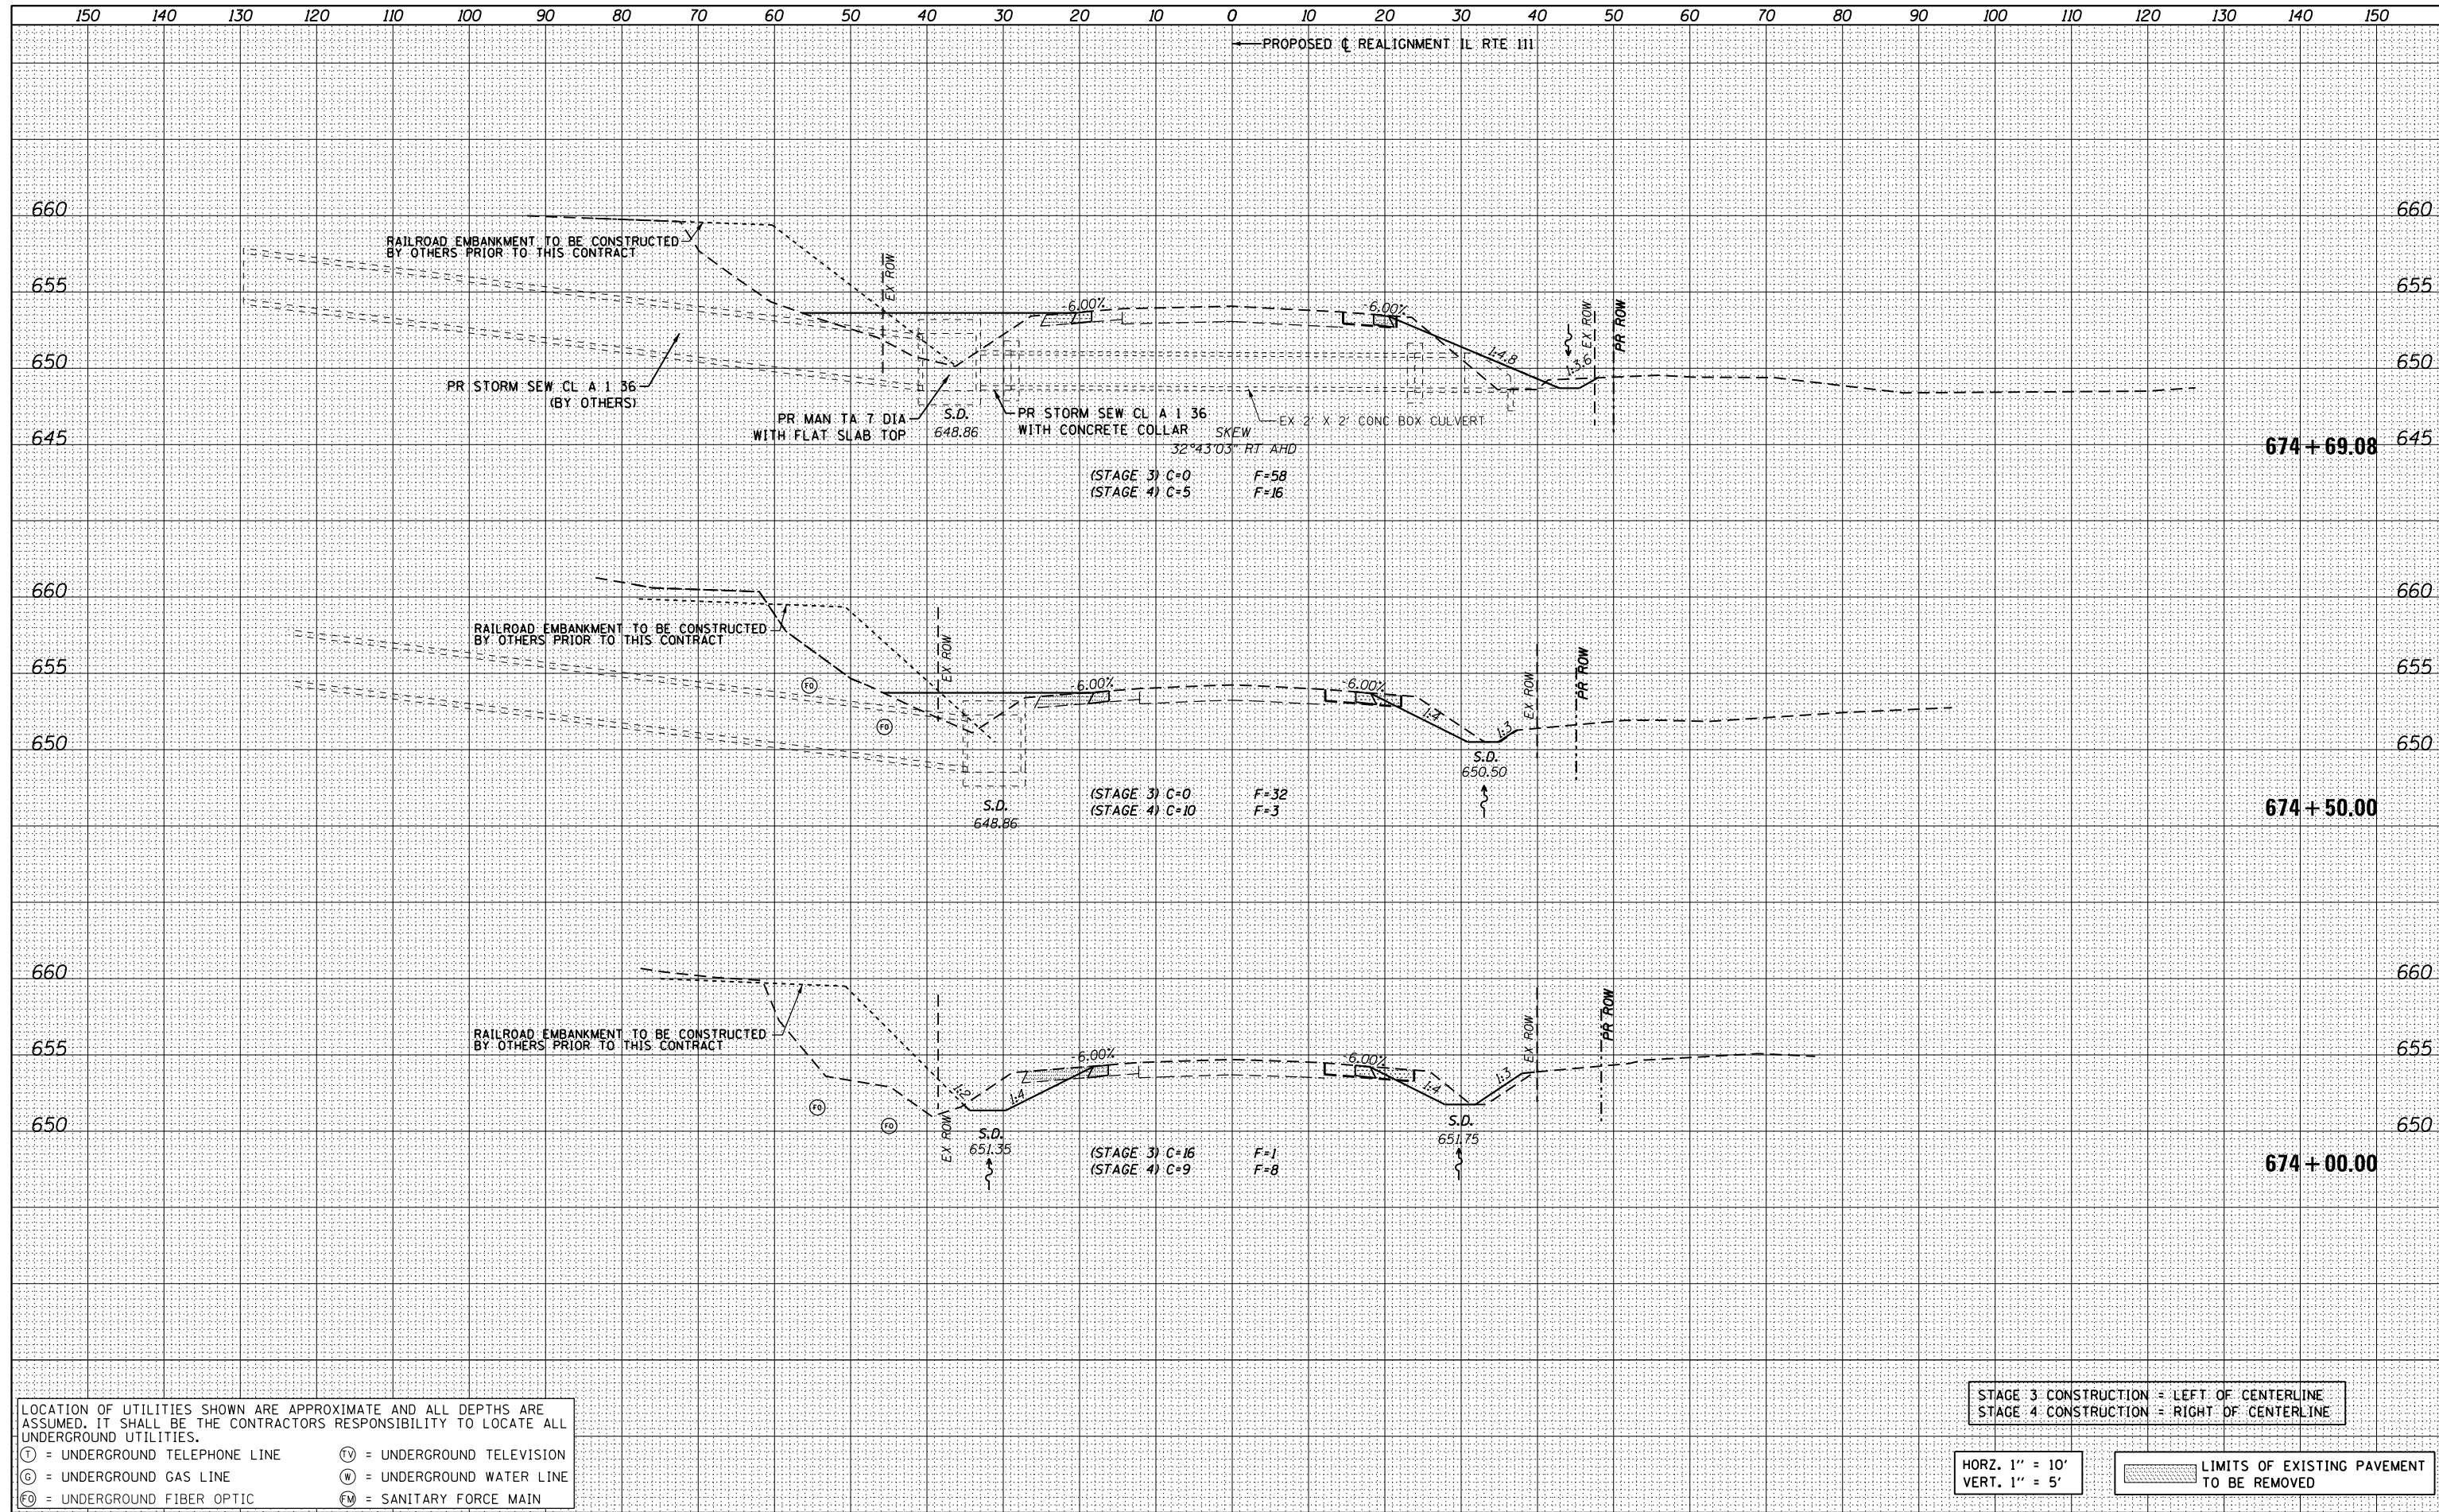 150 140 130 120 110 100 90 80 70 60 50 40 30 20 10 0 10 20 30 40 50 60 70 80 90 100 110 120 130 140 150
PROPOSED ℄ REALIGNMENT IL RTE 111
660 660
RAILROAD EMBANKMENT TO BE CONSTRUCTED
BY OTHERS PRIOR TO THIS CONTRACT
EX ROW
655 655
-6.00%
-6.00%
EX ROW
PR ROW
1:4.8
1:3.6
650 650
PR STORM SEW CL A 1 36
(BY OTHERS)
PR MAN TA 7 DIA
WITH FLAT SLAB TOP
S.D.
648.86
PR STORM SEW CL A 1 36
WITH CONCRETE COLLAR
EX 2' X 2' CONC BOX CULVERT
SKEW
32°43'03" RT AHD
645 645
674+69.08
(STAGE 3) C=0 F=58
(STAGE 4) C=5 F=16
660 660
RAILROAD EMBANKMENT TO BE CONSTRUCTED
BY OTHERS PRIOR TO THIS CONTRACT
EX ROW
655 655
FO
FO
-6.00%
-6.00%
1:4
1:3
EX ROW
PR ROW
650 650
S.D.
650.50
S.D.
648.86
(STAGE 3) C=0 F=32
(STAGE 4) C=10 F=3
674+50.00
660 660
RAILROAD EMBANKMENT TO BE CONSTRUCTED
BY OTHERS PRIOR TO THIS CONTRACT
655 655
-6.00%
-6.00%
EX ROW
PR ROW
1:2
1:4
1:4
1:3
FO
FO
650 650
EX ROW
S.D.
651.35
S.D.
651.75
(STAGE 3) C=16 F=1
(STAGE 4) C=9 F=8
674+00.00
LOCATION OF UTILITIES SHOWN ARE APPROXIMATE AND ALL DEPTHS ARE
ASSUMED. IT SHALL BE THE CONTRACTORS RESPONSIBILITY TO LOCATE ALL
UNDERGROUND UTILITIES.
T = UNDERGROUND TELEPHONE LINE TV = UNDERGROUND TELEVISION
G = UNDERGROUND GAS LINE W = UNDERGROUND WATER LINE
FO = UNDERGROUND FIBER OPTIC FM = SANITARY FORCE MAIN
STAGE 3 CONSTRUCTION = LEFT OF CENTERLINE
STAGE 4 CONSTRUCTION = RIGHT OF CENTERLINE
HORZ. 1'' = 10'
VERT. 1'' = 5'
LIMITS OF EXISTING PAVEMENT
TO BE REMOVED